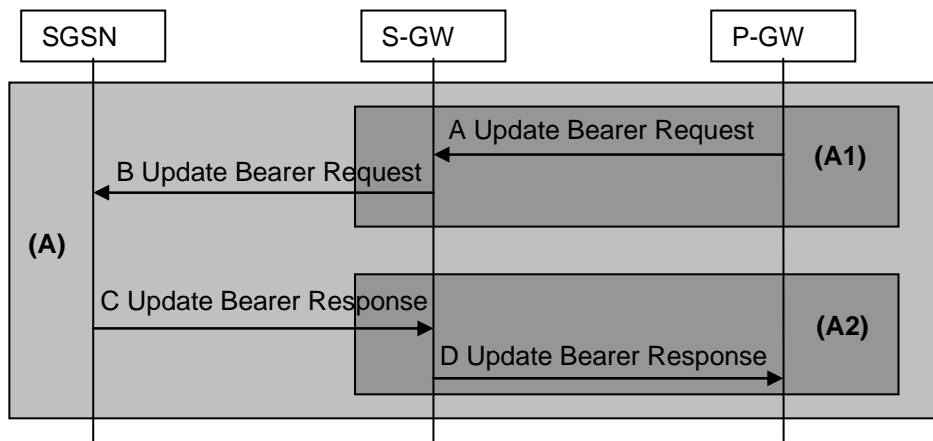 SGSN
S-GW
P-GW
A Update Bearer Request
(A1)
B Update Bearer Request
(A)
C Update Bearer Response
(A2)
D Update Bearer Response